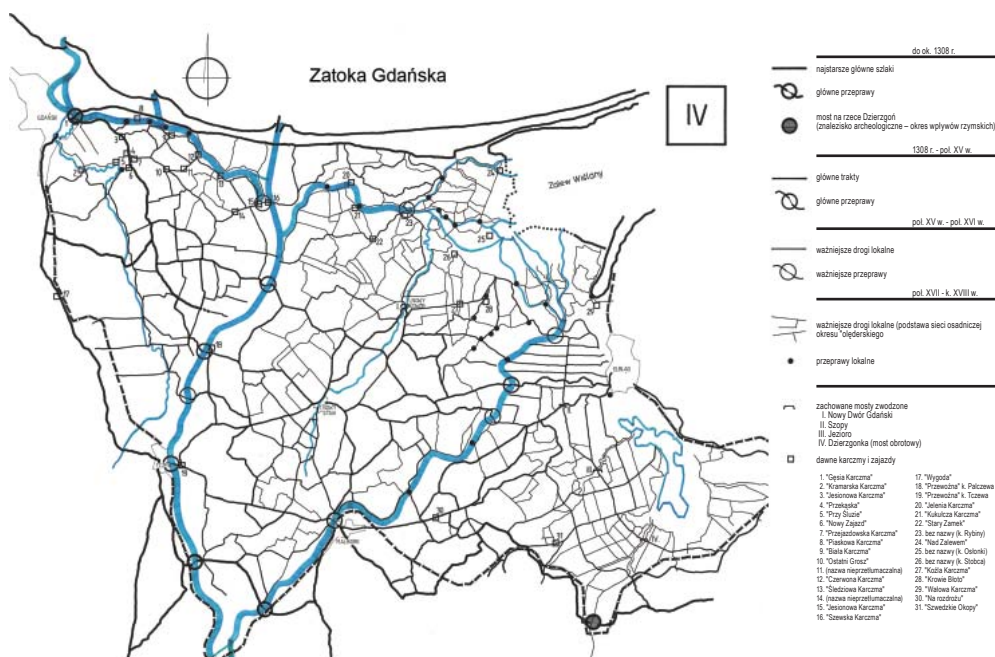 Zatoka Gdańska
IV
Zalew Wiślany
GDAŃSK
ELBLĄG
MALBORK
do ok. 1308 r.
najstarsze główne szlaki
główne przeprawy
most na rzece Dzierzgoń
(znalezisko archeologiczne – okres wpływów rzymskich)
1308 r. - poł. XV w.
główne trakty
główne przeprawy
poł. XV w. - poł. XVI w.
ważniejsze drogi lokalne
ważniejsze przeprawy
poł. XVII - k. XVIII w.
ważniejsze drogi lokalne (podstawa sieci osadniczej
okresu "olęderskiego
przeprawy lokalne
zachowane mosty zwodzone
I. Nowy Dwór Gdański
II. Szopy
III. Jezioro
IV. Dzierzgonka (most obrotowy)
dawne karczmy i zajazdy
1. "Gęsia Karczma"
2. "Kramarska Karczma"
3. "Jesionowa Karczma"
4. "Przekąska"
5. "Przy Śluzie"
6. "Nowy Zajazd"
7. "Przejazdowska Karczma"
8. "Piaskowa Karczma"
9. "Biała Karczma"
10. "Ostatni Grosz"
11. (nazwa nieprzetłumaczalna)
12. "Czerwona Karczma"
13. "Śledziowa Karczma"
14. (nazwa nieprzetłumaczalna)
15. "Jesionowa Karczma"
16. "Szewska Karczma"
17. "Wygoda"
18. "Przewoźna" k. Palczewa
19. "Przewoźna" k. Tczewa
20. "Jelenia Karczma"
21. "Kukułcza Karczma"
22. "Stary Zamek"
23. bez nazwy (k. Rybiny)
24. "Nad Zalewem"
25. bez nazwy (k. Osłonki)
26. bez nazwy (k. Stobca)
27. "Koźla Karczma"
28. "Krowie Błoto"
29. "Wałowa Karczma"
30. "Na rozdrożu"
31. "Szwedzkie Okopy"